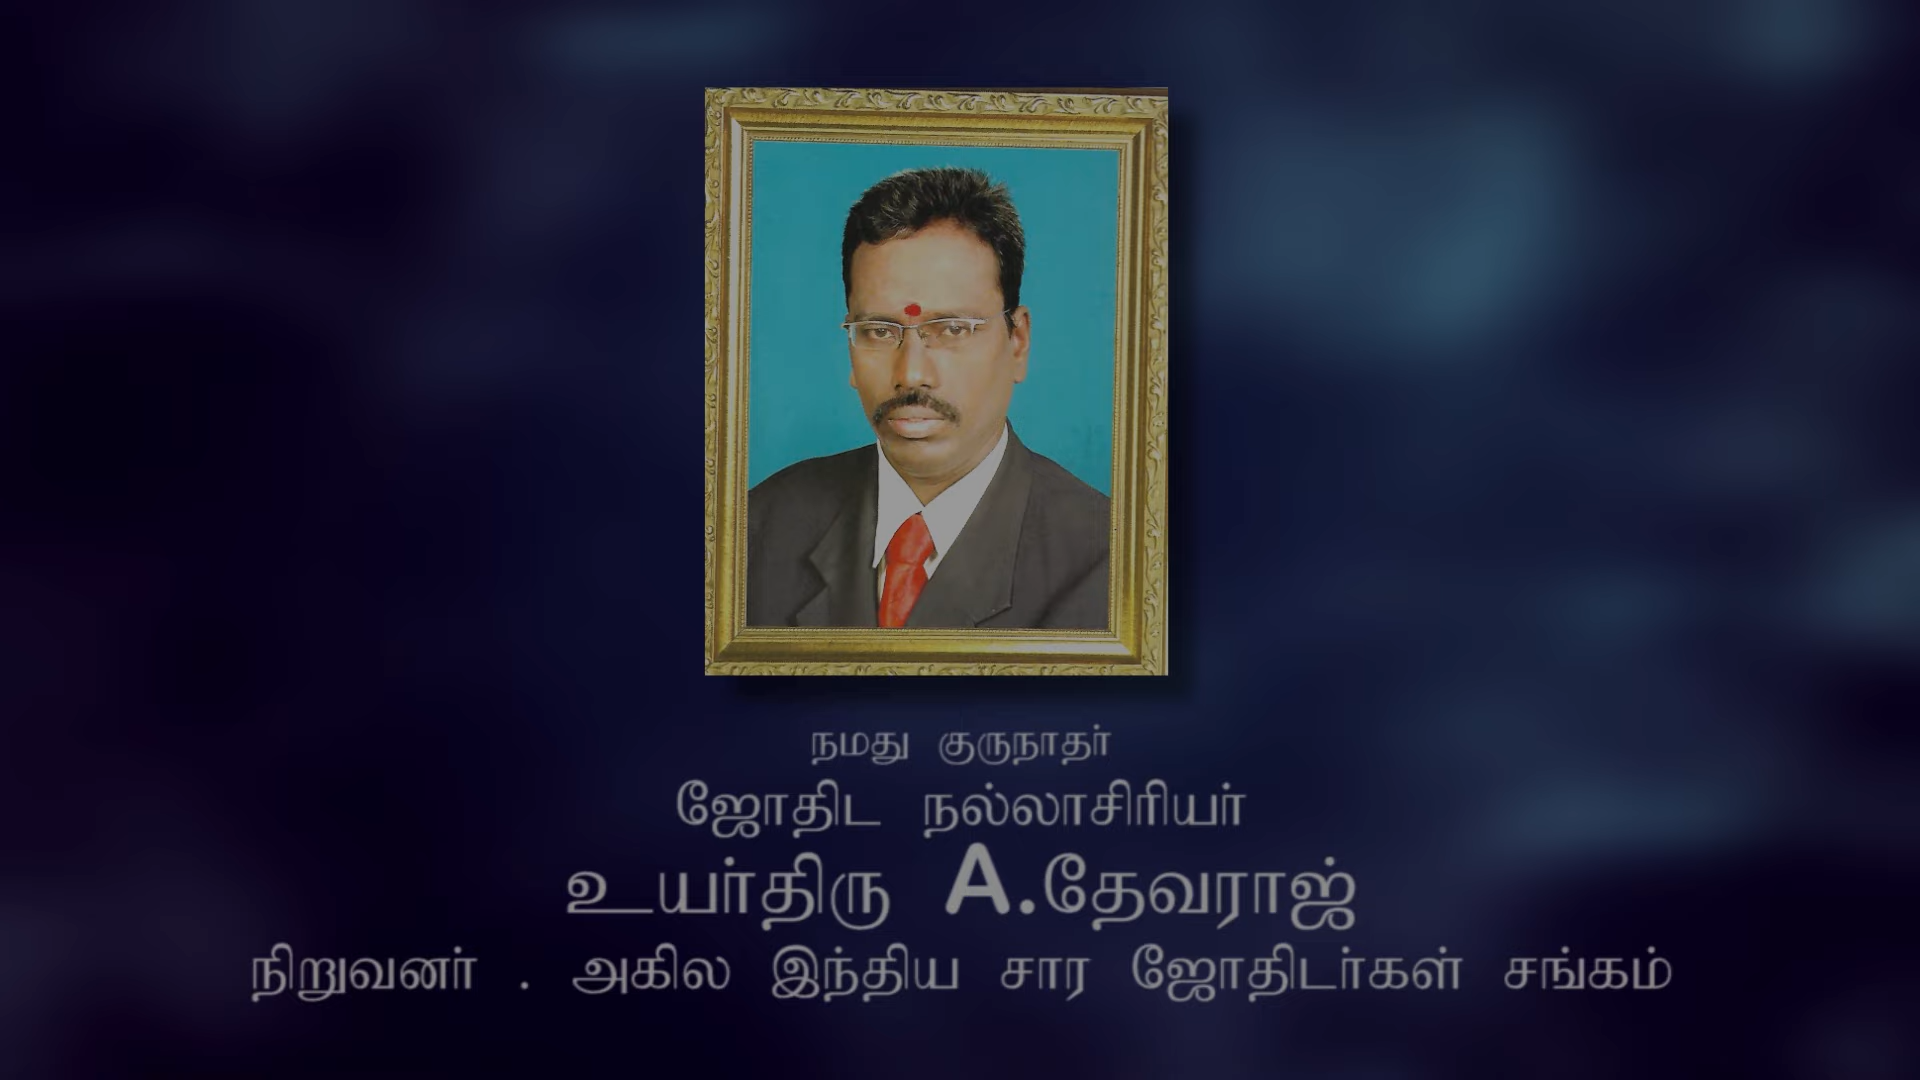 நமது குருநாதர்
ஜோதிட நல்லாசிரியர்
உயர்திரு A.தேவராஜ்
நிறுவனர் . அகில இந்திய சார ஜோதிடர்கள் சங்கம்